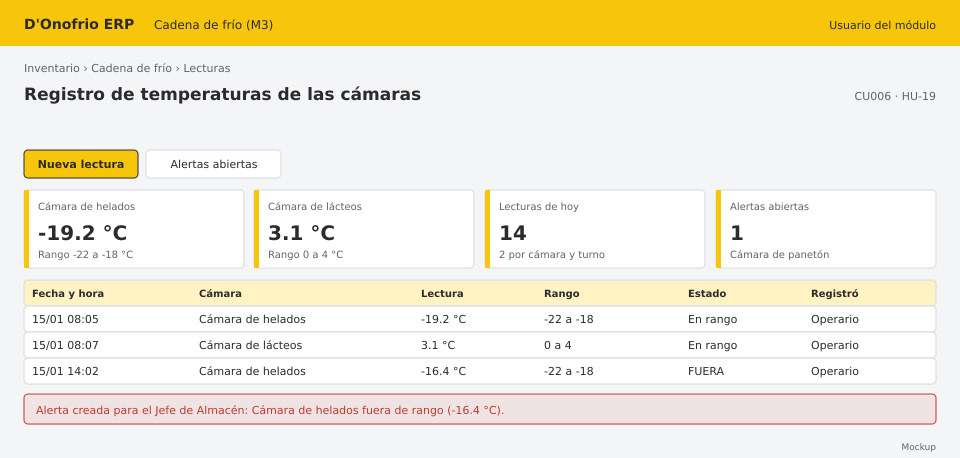 D'Onofrio ERP Cadena de frío (M3) Usuario del módulo
Inventario › Cadena de frío › Lecturas
Registro de temperaturas de las cámaras CU006 · HU-19
Nueva lectura Alertas abiertas
Cámara de helados Cámara de lácteos Lecturas de hoy Alertas abiertas
-19.2 °C 3.1 °C 14 1
Rango -22 a -18 °C Rango 0 a 4 °C 2 por cámara y turno Cámara de panetón
Fecha y hora Cámara Lectura Rango Estado Registró
15/01 08:05 Cámara de helados -19.2 °C -22 a -18 En rango Operario
15/01 08:07 Cámara de lácteos 3.1 °C 0 a 4 En rango Operario
15/01 14:02 Cámara de helados -16.4 °C -22 a -18 FUERA Operario
Alerta creada para el Jefe de Almacén: Cámara de helados fuera de rango (-16.4 °C).
Mockup